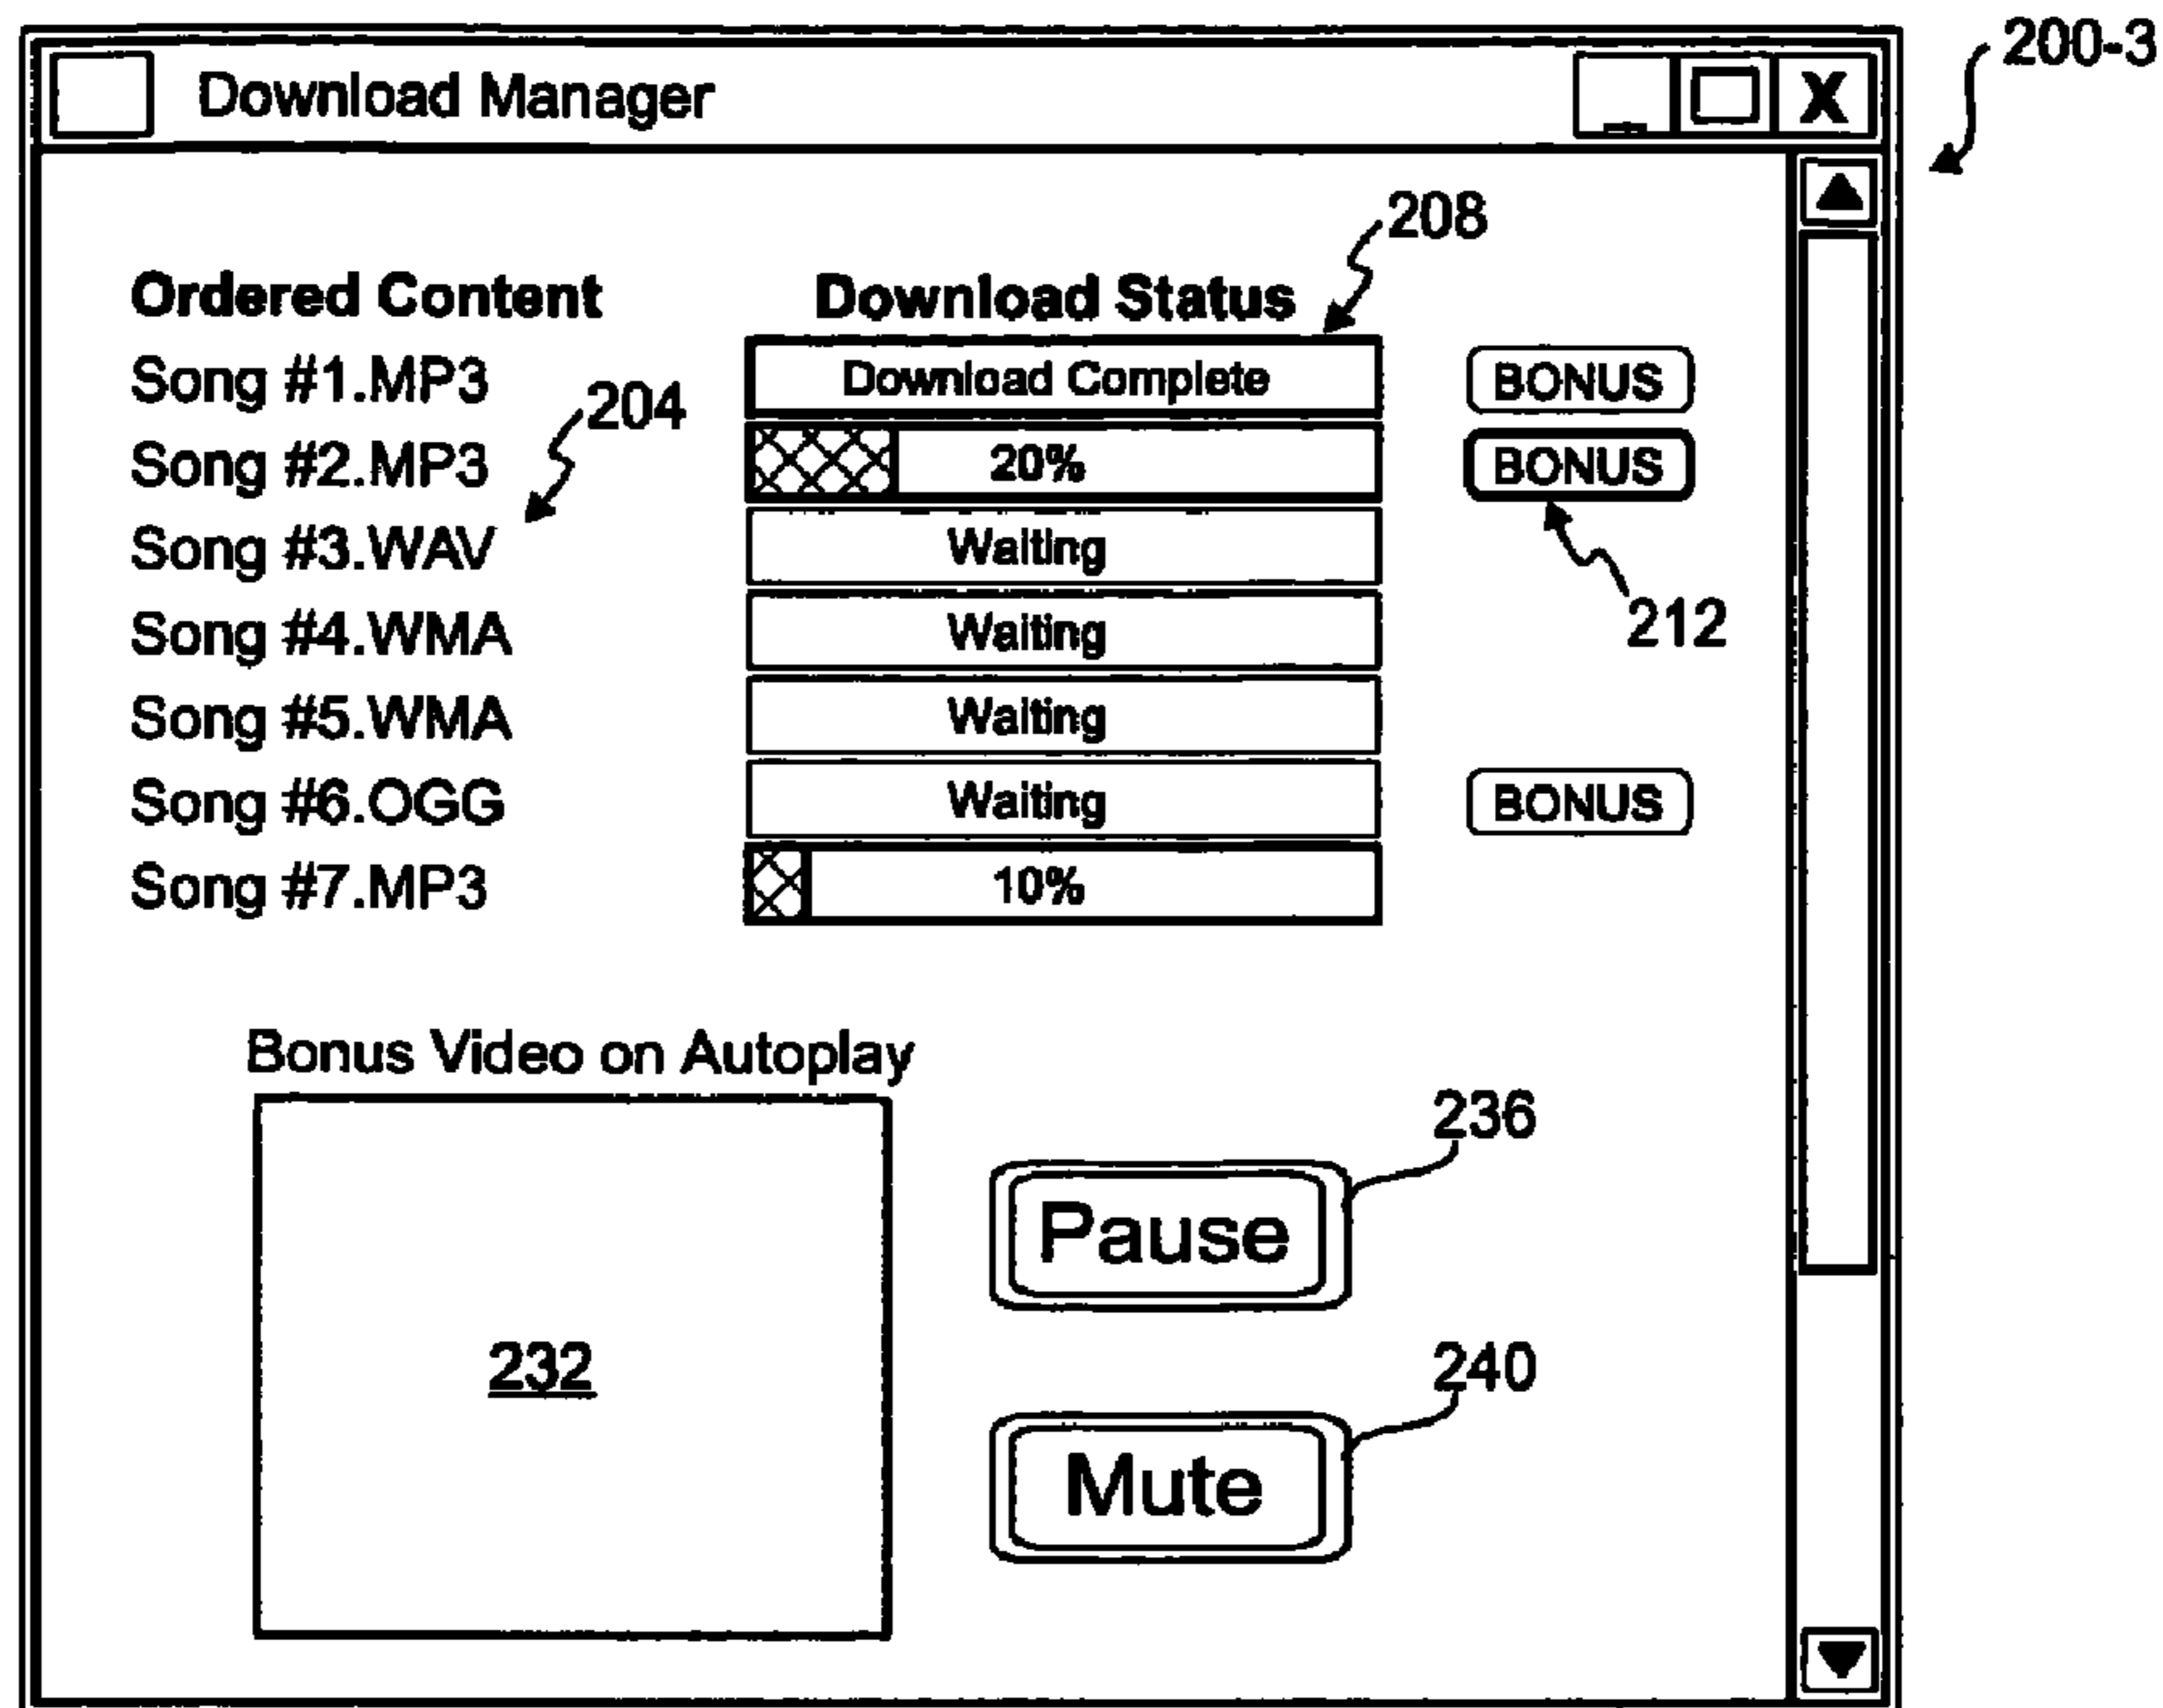 200-3
Download Manager X
208
Ordered Content Download Status
Song #1.MP3 Download Complete BONUS
204
Song #2.MP3 20% BONUS
Song #3.WAV Waiting
212
Song #4.WMA Waiting
Song #5.WMA Waiting
Song #6.OGG Waiting BONUS
Song #7.MP3 10%
Bonus Video on Autoplay
236
Pause
232
240
Mute